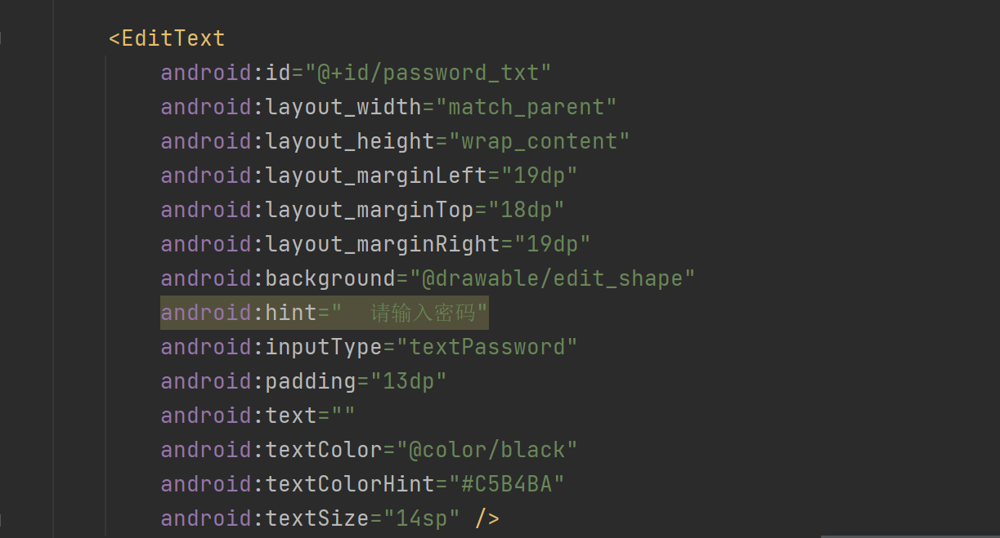 <EditText
android:id="@+id/password_txt"
android:layout_width="match_parent"
android:layout_height="wrap_content"
android:layout_marginLeft="19dp"
android:layout_marginTop="18dp"
android:layout_marginRight="19dp"
android:background="@drawable/edit_shape"
android:hint="  请输入密码"
android:inputType="textPassword"
android:padding="13dp"
android:text=""
android:textColor="@color/black"
android:textColorHint="#C5B4BA"
android:textSize="14sp" />